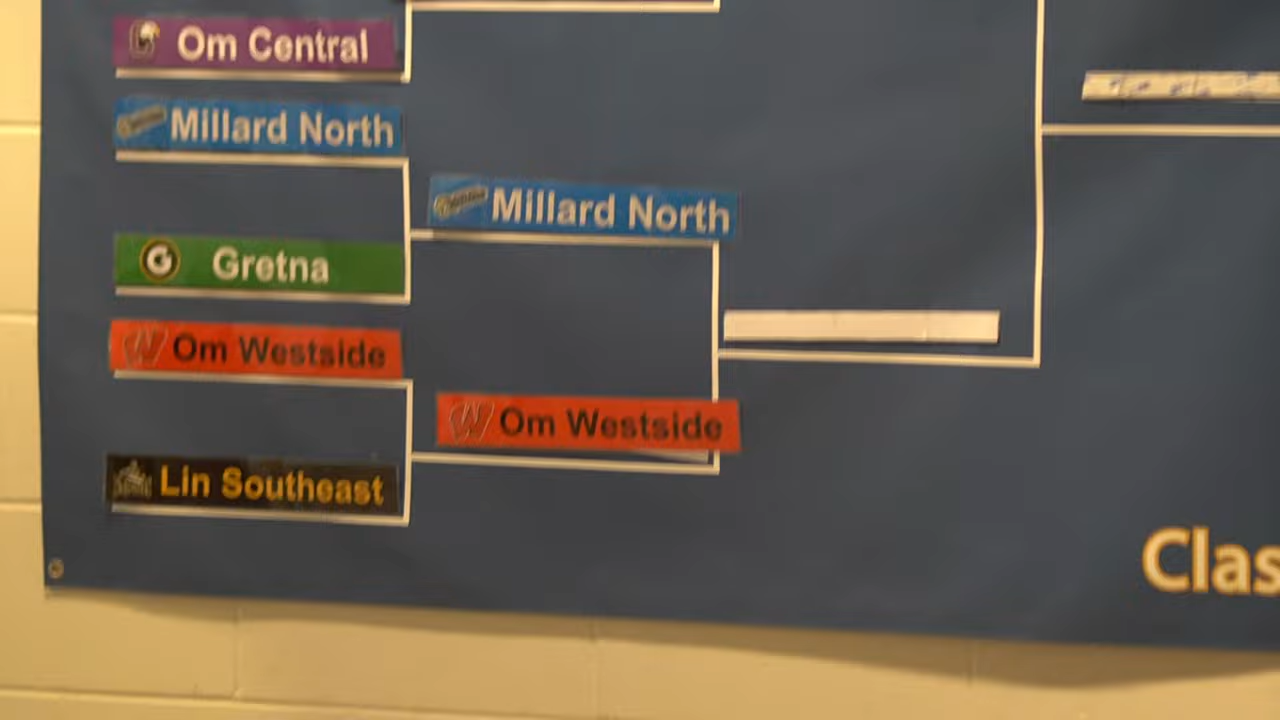 Om Central
Millard North
Millard North
Gretna
Om Westside
Om Westside
Lin Southeast
Clas